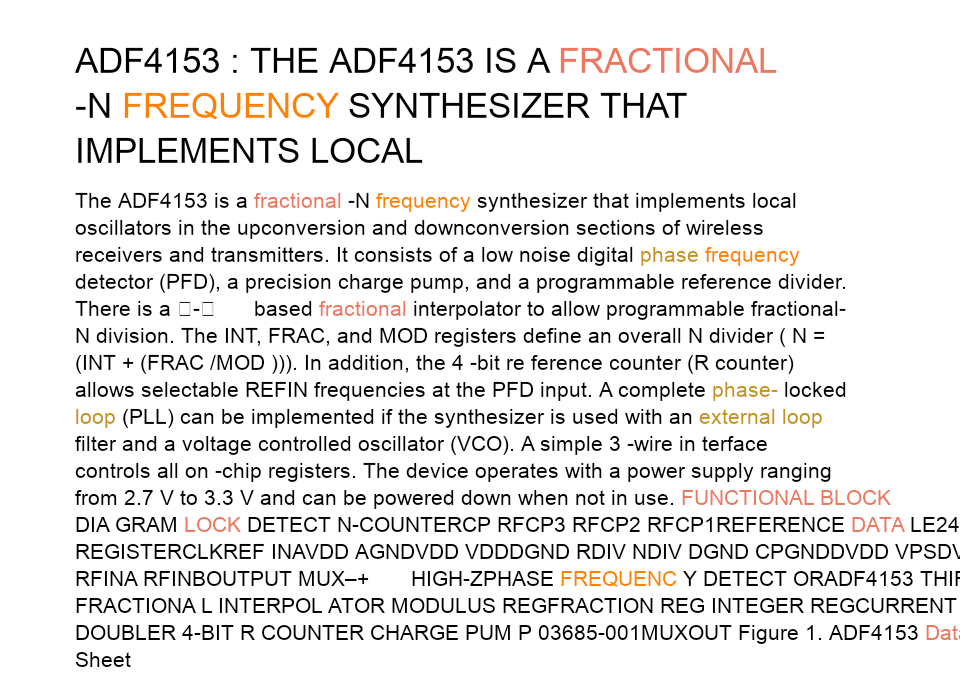 ADF4153 : THE ADF4153 IS A FRACTIONAL
-N FREQUENCY SYNTHESIZER THAT
IMPLEMENTS LOCAL
The ADF4153 is a fractional -N frequency synthesizer that implements local
oscillators in the upconversion and downconversion sections of wireless
receivers and transmitters. It consists of a low noise digital phase frequency
detector (PFD), a precision charge pump, and a programmable reference divider.
There is a □-□ based fractional interpolator to allow programmable fractional-
N division. The INT, FRAC, and MOD registers define an overall N divider ( N =
(INT + (FRAC /MOD ))). In addition, the 4 -bit re ference counter (R counter)
allows selectable REFIN frequencies at the PFD input. A complete phase- locked
loop (PLL) can be implemented if the synthesizer is used with an external loop
filter and a voltage controlled oscillator (VCO). A simple 3 -wire in terface
controls all on -chip registers. The device operates with a power supply ranging
from 2.7 V to 3.3 V and can be powered down when not in use. FUNCTIONAL BLOCK
DIA GRAM LOCK DETECT N-COUNTERCP RFCP3 RFCP2 RFCP1REFERENCE DATA LE24
REGISTERCLKREF INAVDD AGNDVDD VDDDGND RDIV NDIV DGND CPGNDDVDD VPSDV
RFINA RFINBOUTPUT MUX–+ HIGH-ZPHASE FREQUENC Y DETECT ORADF4153 THIR
FRACTIONA L INTERPOL ATOR MODULUS REGFRACTION REG INTEGER REGCURRENT
DOUBLER 4-BIT R COUNTER CHARGE PUM P 03685-001MUXOUT Figure 1. ADF4153 Data
Sheet